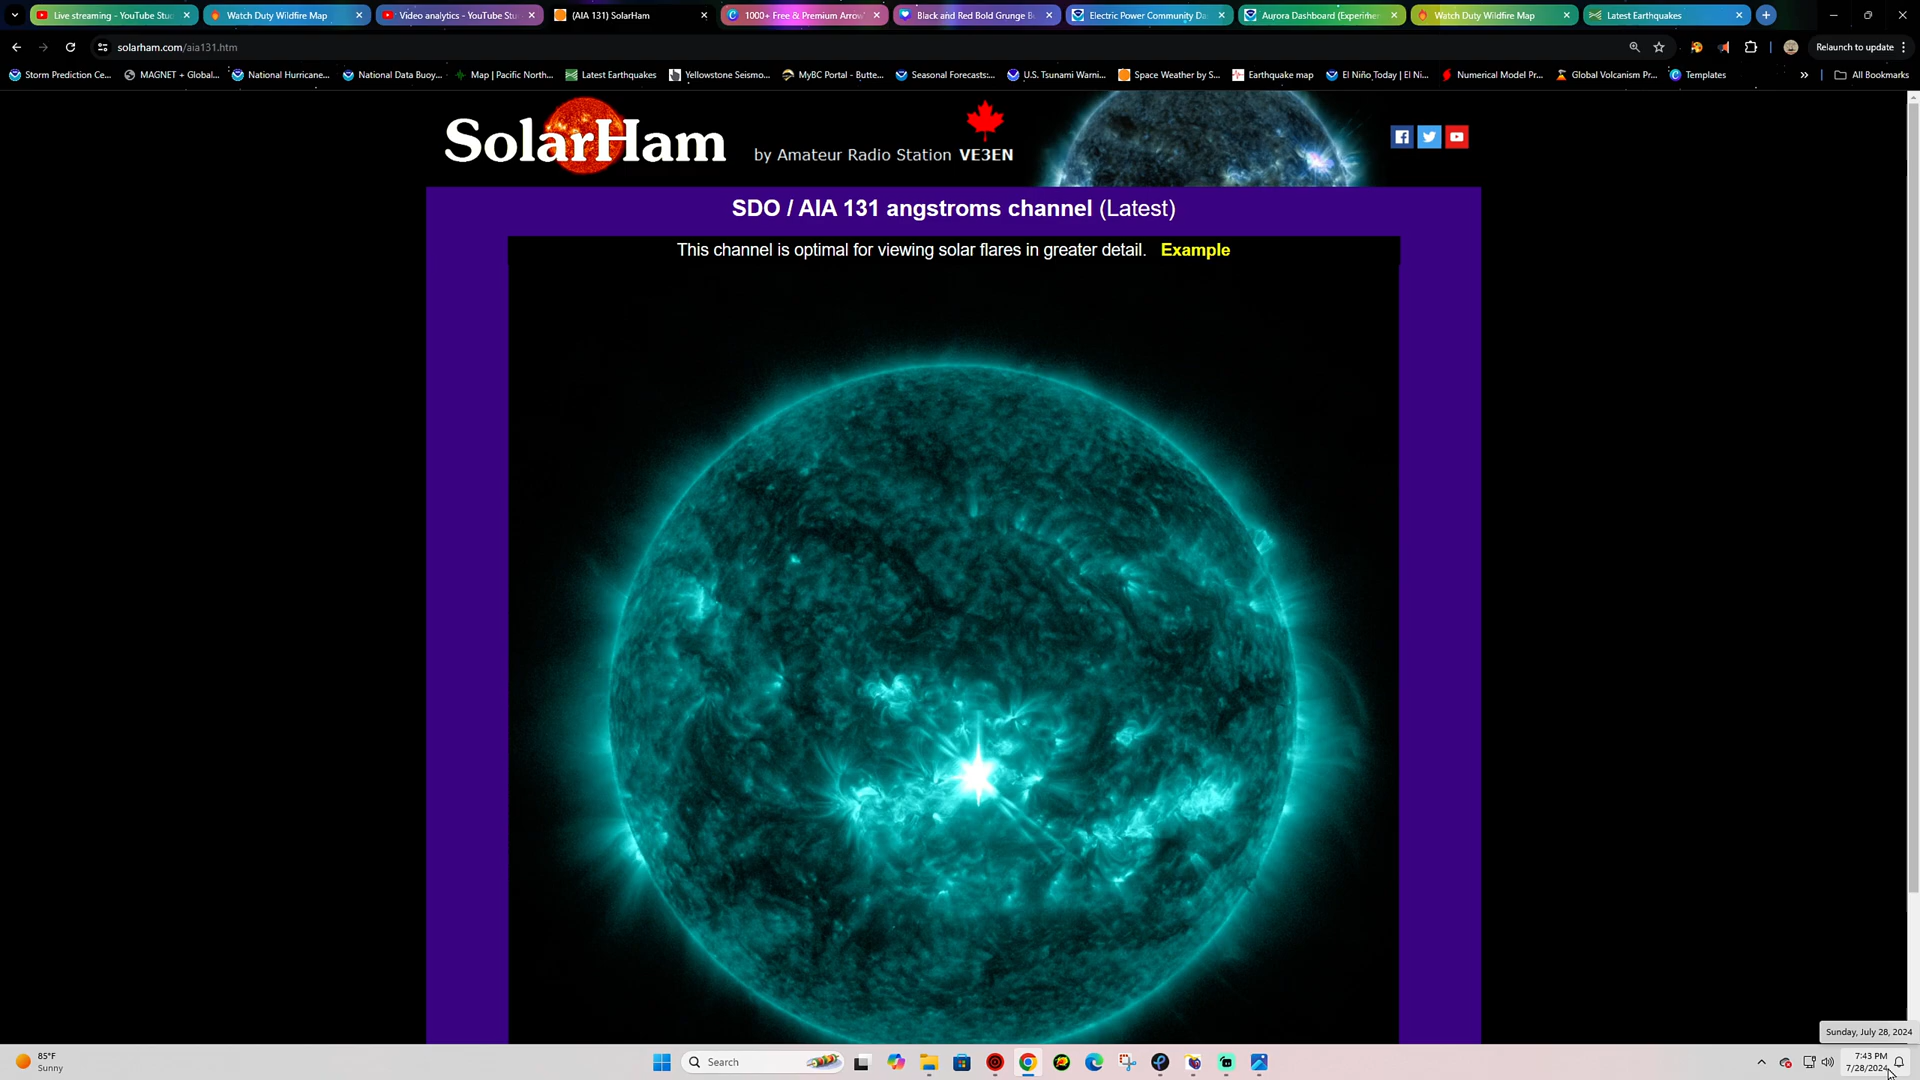 Live streaming - YouTube Stu
Watch Duty Wildfire Map
Video analytics - YouTube Stu
(AIA 131) SolarHam
1000+ Free & Premium Arrow
Black and Red Bold Grunge B
Electric Power Community Da
Aurora Dashboard (Experimen
Watch Duty Wildfire Map
Latest Earthquakes
solarham.com/aia131.htm
Relaunch to update
Storm Prediction Ce...
MAGNET + Global...
National Hurricane...
National Data Buoy...
Map | Pacific North...
Latest Earthquakes
Yellowstone Seismo...
MyBC Portal - Butte...
Seasonal Forecasts:...
U.S. Tsunami Warni...
Space Weather by S...
Earthquake map
El Niño Today | El Ni...
Numerical Model Pr...
Global Volcanism Pr...
Templates
All Bookmarks
SolarHam
by Amateur Radio Station VE3EN
SDO / AIA 131 angstroms channel (Latest)
This channel is optimal for viewing solar flares in greater detail. Example
Sunday, July 28, 2024
85°F
Sunny
Search
7:43 PM
7/28/2024